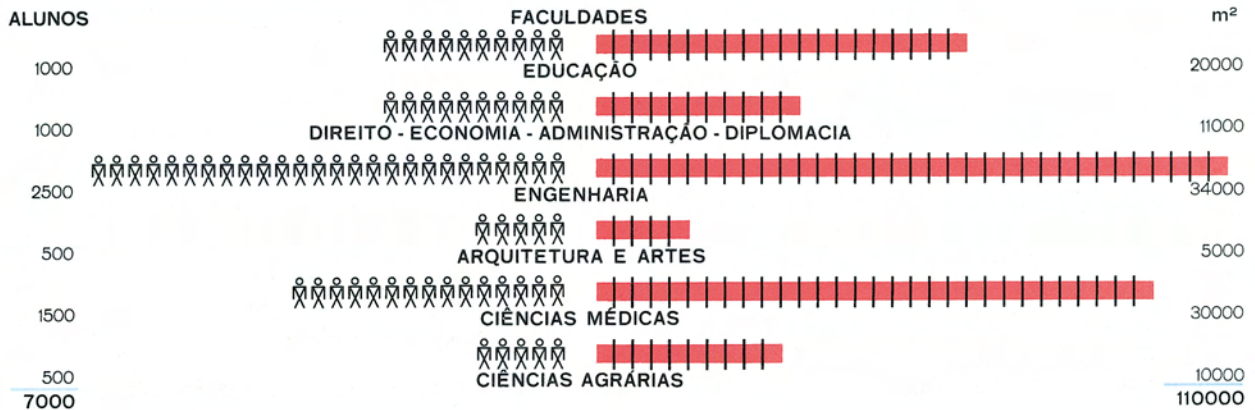 ALUNOS FACULDADES m²
1000 EDUCAÇÃO 20000
1000 DIREITO - ECONOMIA - ADMINISTRAÇÃO - DIPLOMACIA 11000
2500 ENGENHARIA 34000
500 ARQUITETURA E ARTES 5000
1500 CIÊNCIAS MÉDICAS 30000
500 CIÊNCIAS AGRÁRIAS 10000
7000 110000